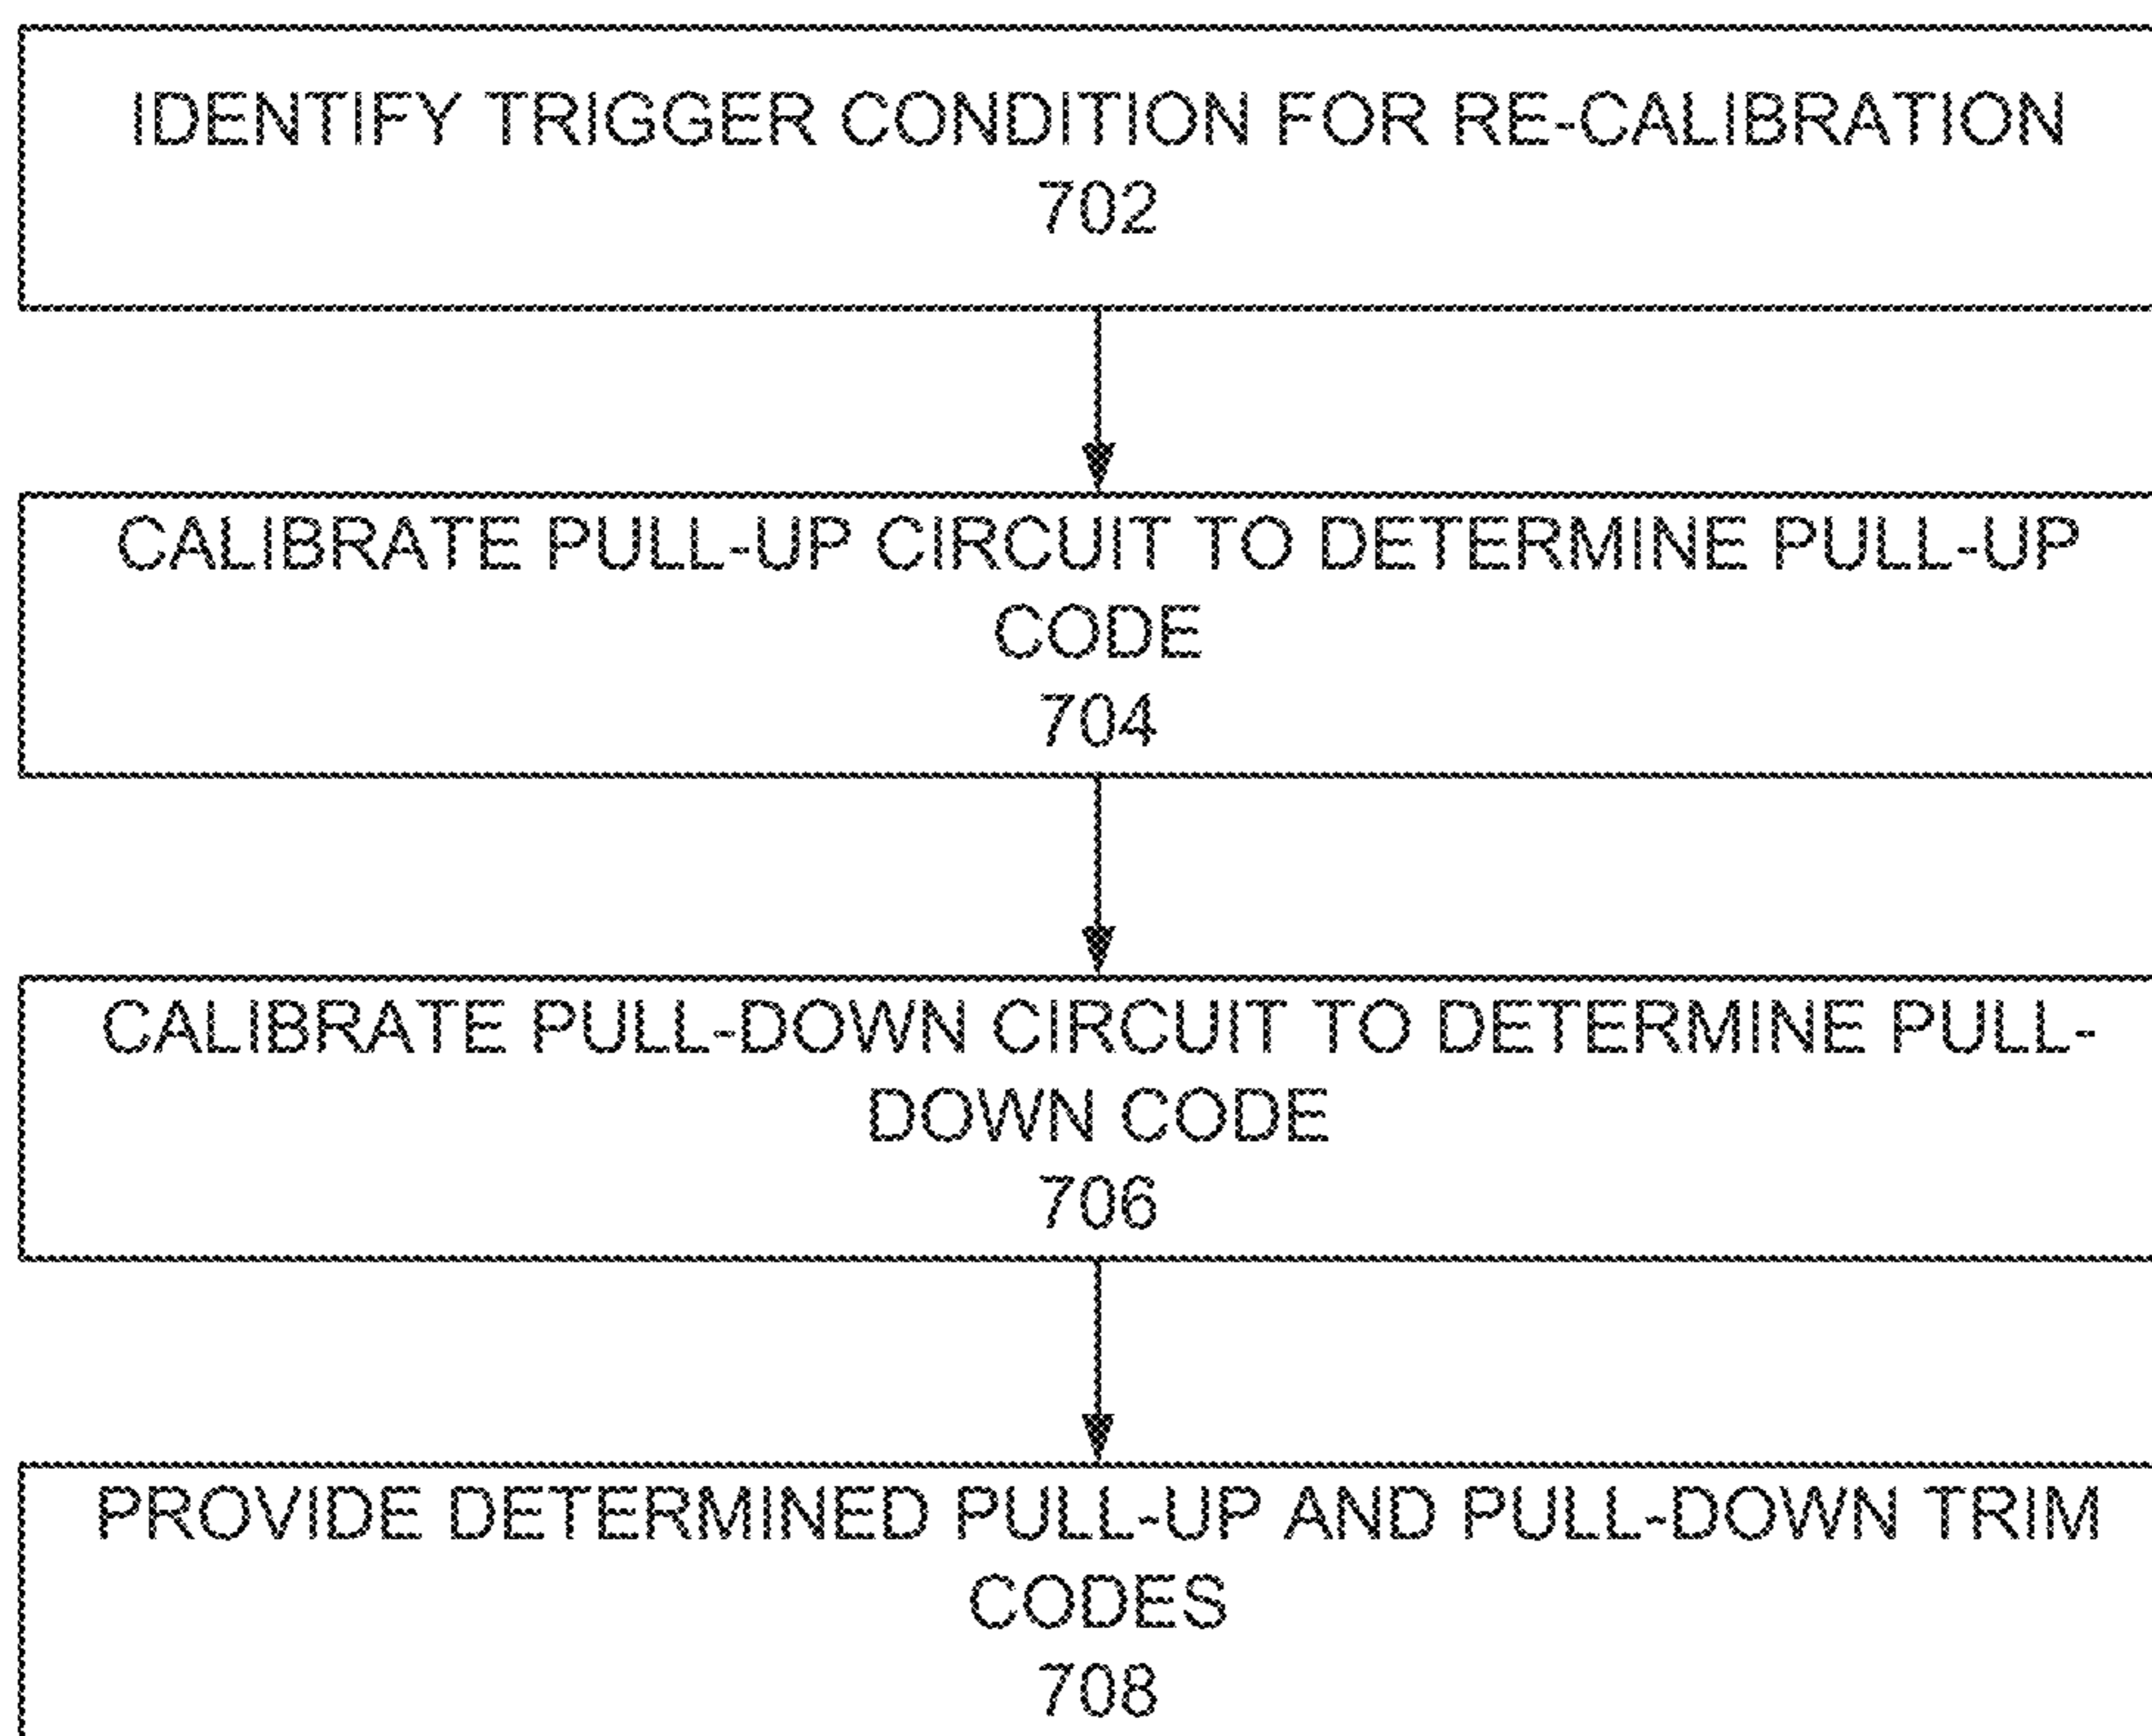 IDENTIFY TRIGGER CONDITION FOR RE-CALIBRATION
702
CALIBRATE PULL-UP CIRCUIT TO DETERMINE PULL-UP
CODE
704
CALIBRATE PULL-DOWN CIRCUIT TO DETERMINE PULL-
DOWN CODE
706
PROVIDE DETERMINED PULL-UP AND PULL-DOWN TRIM
CODES
708